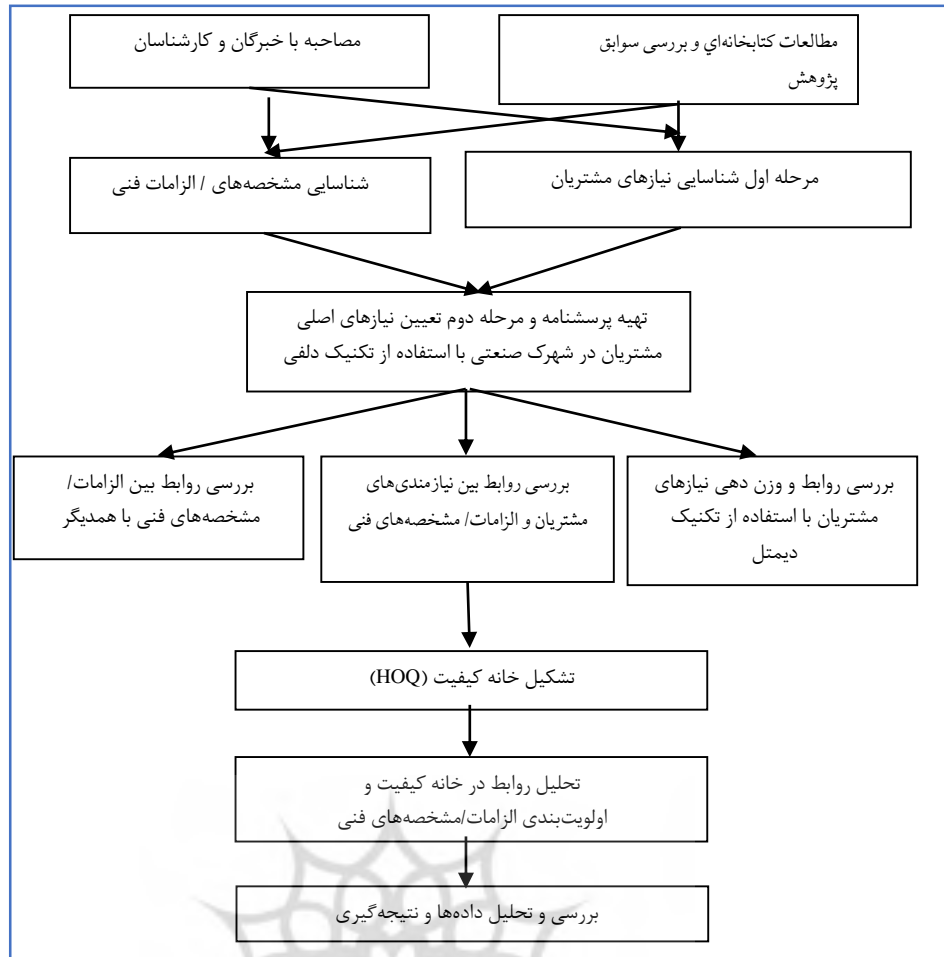 مطالعات کتابخانه‌اي و بررسی سوابق
پژوهش
مصاحبه با خبرگان و کارشناسان
مرحله اول شناسایی نیازهای مشتریان
شناسایی مشخصه‌های / الزامات فنی
تهیه پرسشنامه و مرحله دوم تعیین نیازهای اصلی
مشتریان در شهرک صنعتی با استفاده از تکنیک دلفی
بررسی روابط و وزن دهی نیازهای
مشتریان با استفاده از تکنیک
دیمتل
بررسی روابط بین نیازمندی‌های
مشتریان و الزامات/ مشخصه‌های فنی
بررسی روابط بین الزامات/
مشخصه‌های فنی با همدیگر
تشکیل خانه کیفیت (HOQ)
تحلیل روابط در خانه کیفیت و
اولویت‌بندی الزامات/مشخصه‌های فنی
بررسی و تحلیل داده‌ها و نتیجه‌گیری